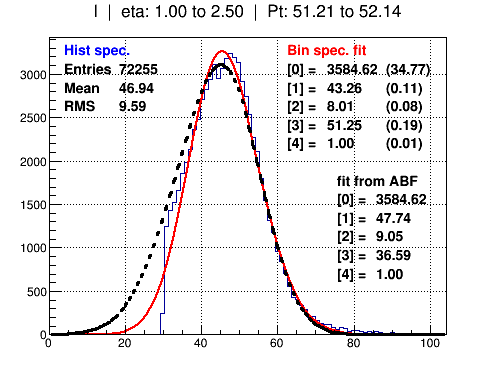 I | eta: 1.00 to 2.50 | Pt: 51.21 to 52.14
Hist spec.
Entries 72255
Mean 46.94
RMS 9.59
Bin spec. fit
[0] = 3584.62 (34.77)
[1] = 43.26 (0.11)
[2] = 8.01 (0.08)
[3] = 51.25 (0.19)
[4] = 1.00 (0.01)
fit from ABF
[0] = 3584.62
[1] = 47.74
[2] = 9.05
[3] = 36.59
[4] = 1.00
3000
2500
2000
1500
1000
500
0
0 20 40 60 80 100